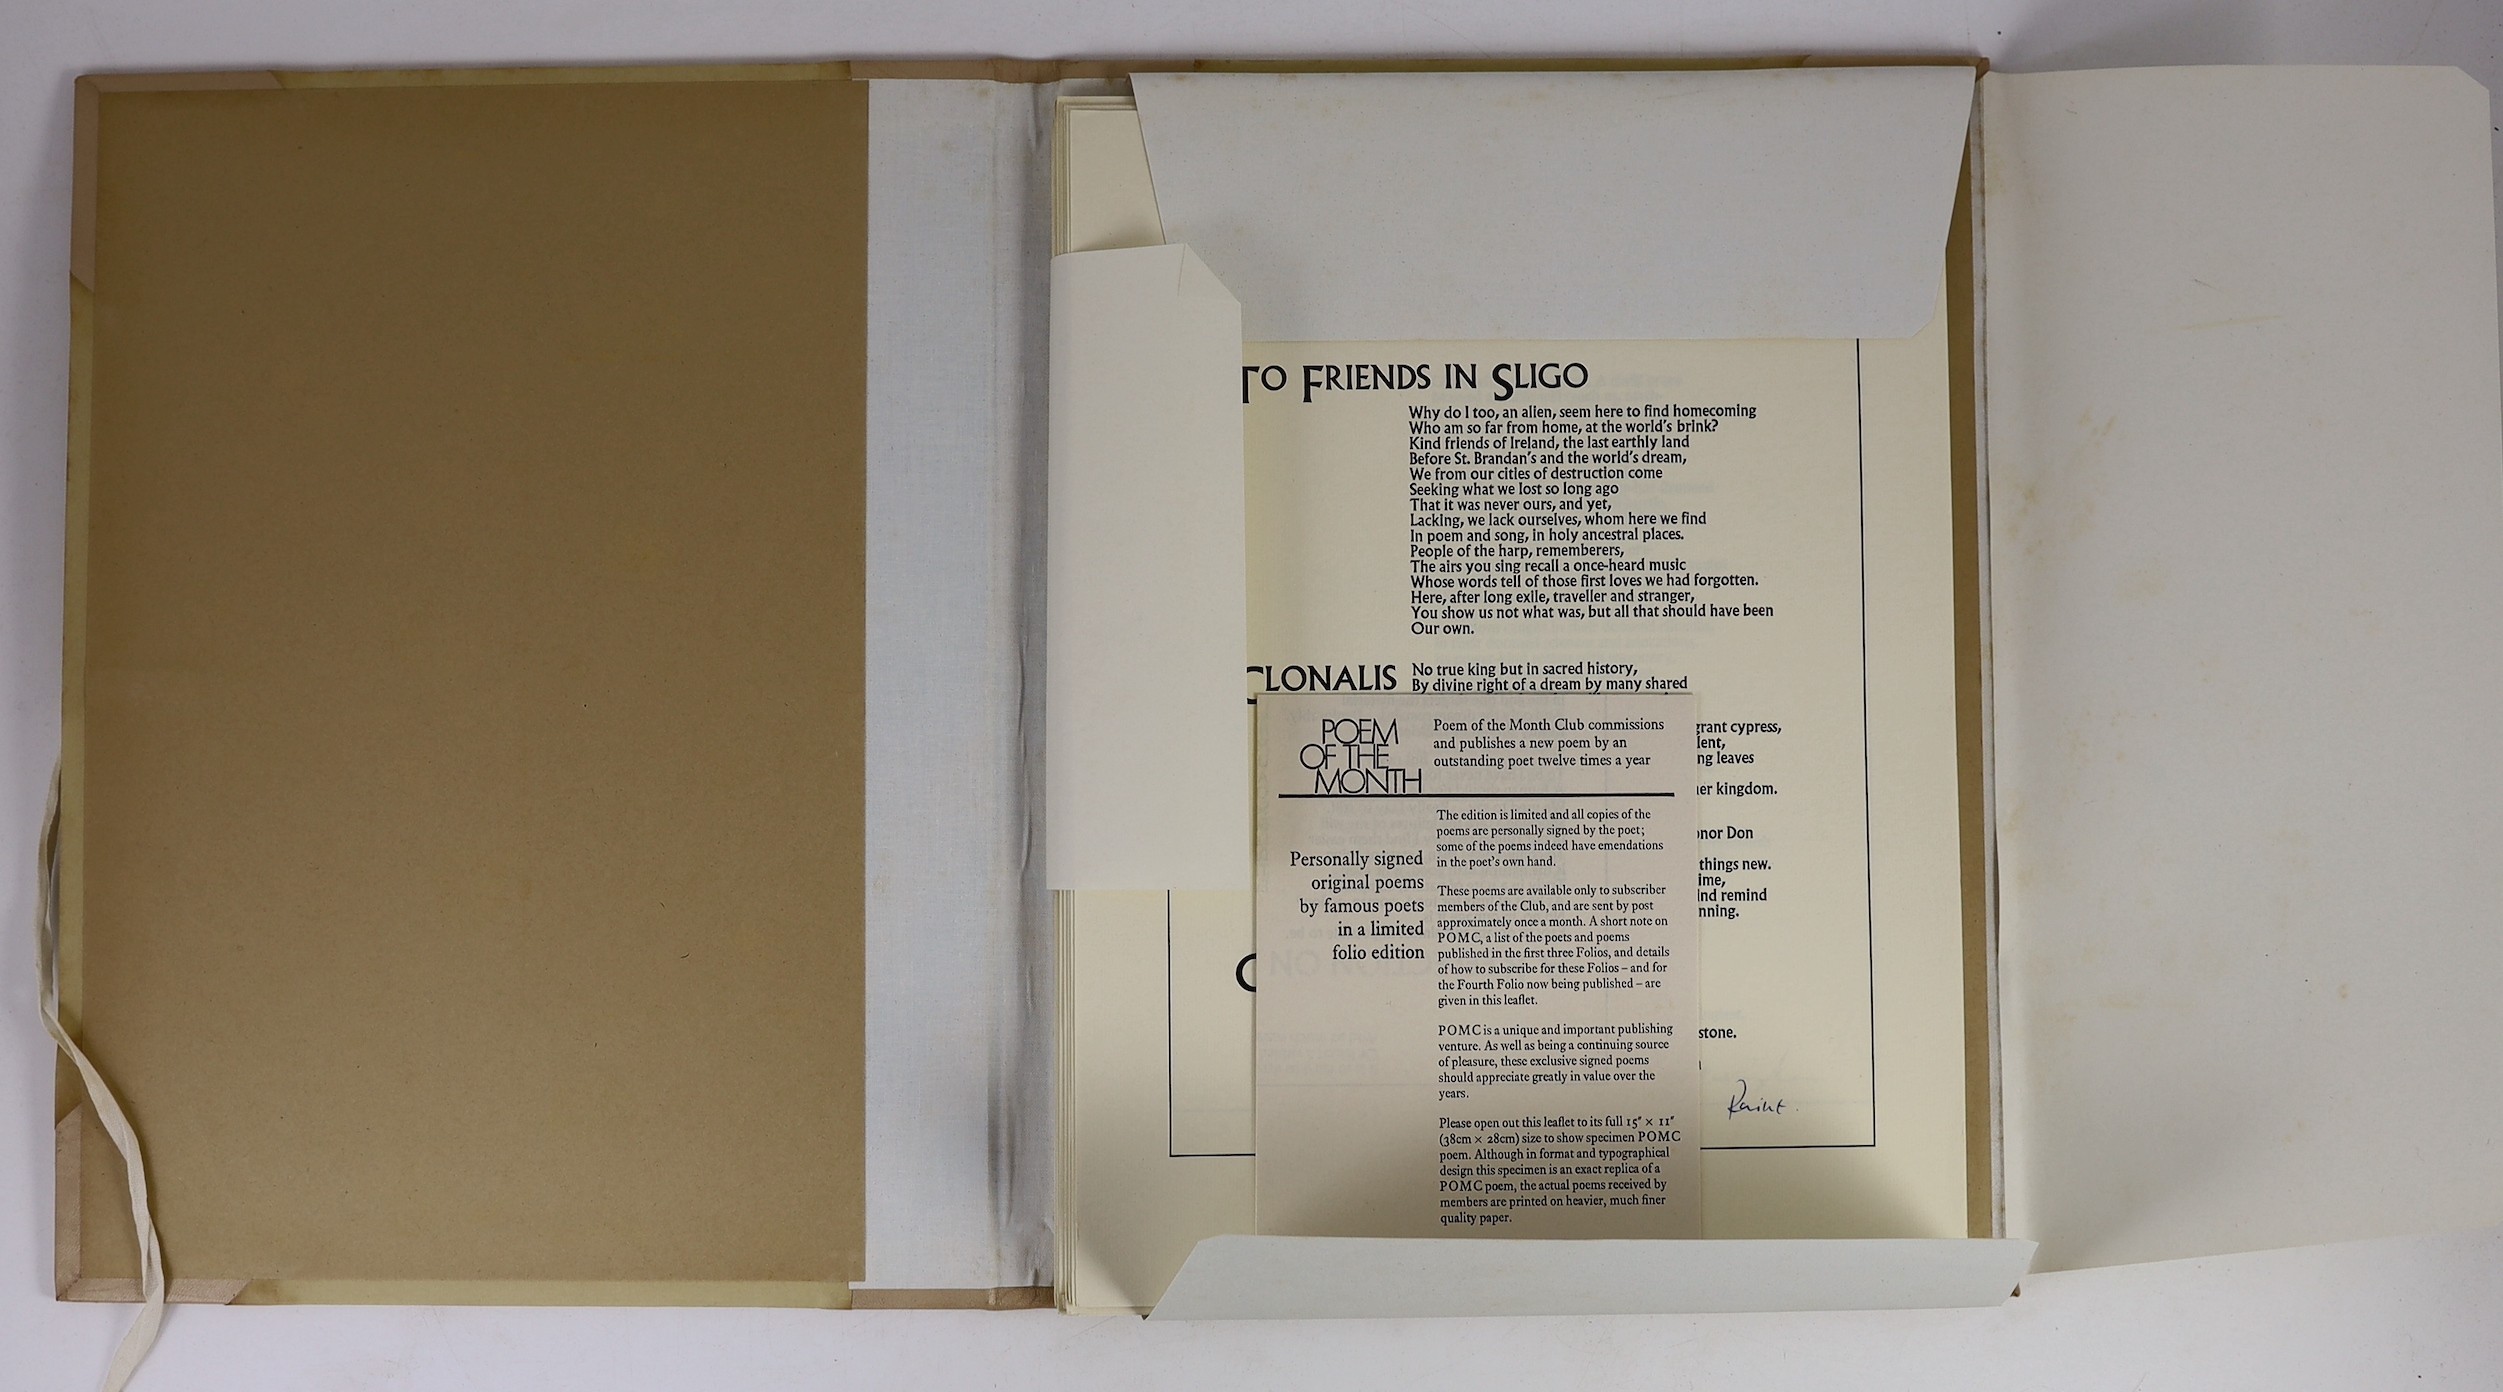 TO FRIENDS IN SLIGO
Why do I too, an alien, seem here to find homecoming
Who am so far from home, at the world's brink?
Kind friends of Ireland, the last earthly land
Before St. Brandan's and the world's dream,
We from our cities of destruction come
Seeking what we lost so long ago
That it was never ours, and yet,
Lacking, we lack ourselves, whom here we find
In poem and song, in holy ancestral places.
People of the harp, rememberers,
The airs you sing recall a once-heard music
Whose words tell of those first loves we had forgotten.
Here, after long exile, traveller and stranger,
You show us not what was, but all that should have been
Our own.
CLONALIS
No true king but in sacred history,
By divine right of a dream by many shared
grant cypress,
lent,
ng leaves
er kingdom.
onor Don
things new.
ime,
ind remind
nning.
stone.
POEM
OF THE
MONTH
Poem of the Month Club commissions
and publishes a new poem by an
outstanding poet twelve times a year
Personally signed
original poems
by famous poets
in a limited
folio edition
The edition is limited and all copies of the
poems are personally signed by the poet;
some of the poems indeed have emendations
in the poet's own hand.
These poems are available only to subscriber
members of the Club, and are sent by post
approximately once a month. A short note on
POMC, a list of the poets and poems
published in the first three Folios, and details
of how to subscribe for these Folios – and for
the Fourth Folio now being published – are
given in this leaflet.
POMC is a unique and important publishing
venture. As well as being a continuing source
of pleasure, these exclusive signed poems
should appreciate greatly in value over the
years.
Please open out this leaflet to its full 15" × 11"
(38cm × 28cm) size to show specimen POMC
poem. Although in format and typographical
design this specimen is an exact replica of a
POMC poem, the actual poems received by
members are printed on heavier, much finer
quality paper.